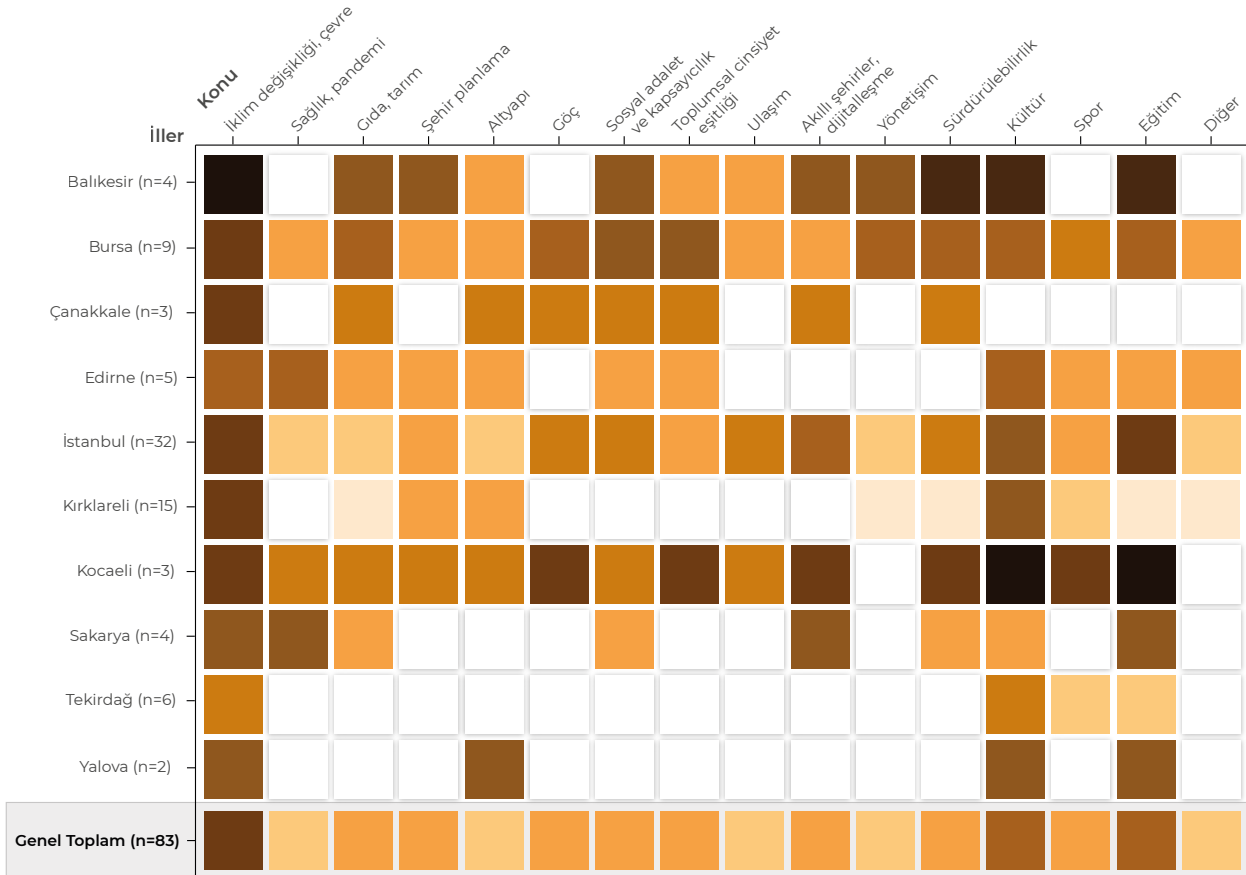 Konu
İklim değişikliği, çevre
Sağlık, pandemi
Gıda, tarım
Şehir planlama
Altyapı
Göç
Sosyal adalet
ve kapsayıcılık
Toplumsal cinsiyet
eşitliği
Ulaşım
Akıllı şehirler,
dijitalleşme
Yönetişim
Sürdürülebilirlik
Kültür
Spor
Eğitim
Diğer
İller
Balıkesir (n=4)
Bursa (n=9)
Çanakkale (n=3)
Edirne (n=5)
İstanbul (n=32)
Kırklareli (n=15)
Kocaeli (n=3)
Sakarya (n=4)
Tekirdağ (n=6)
Yalova (n=2)
Genel Toplam (n=83)